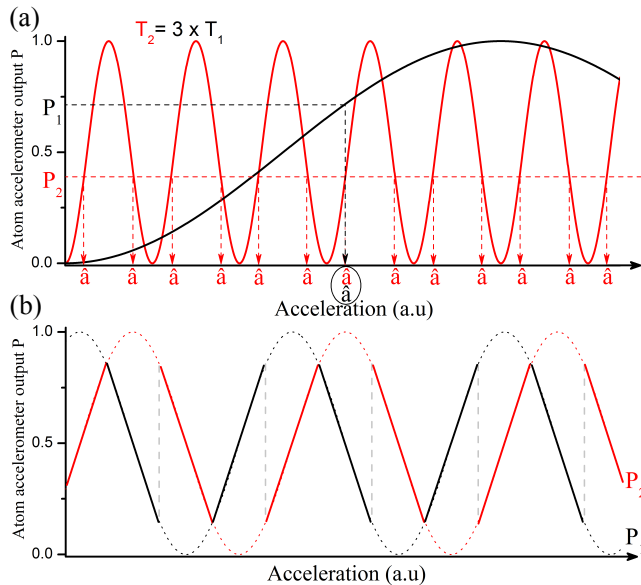 (a)
T₂= 3 x T₁
Atom accelerometer output P
1.0
P₁
0.5
P₂
0.0
â â â â â â â â â â â â â
â
Acceleration (a.u)
(b)
Atom accelerometer output P
1.0
0.5
P₂
0.0
P
Acceleration (a.u)